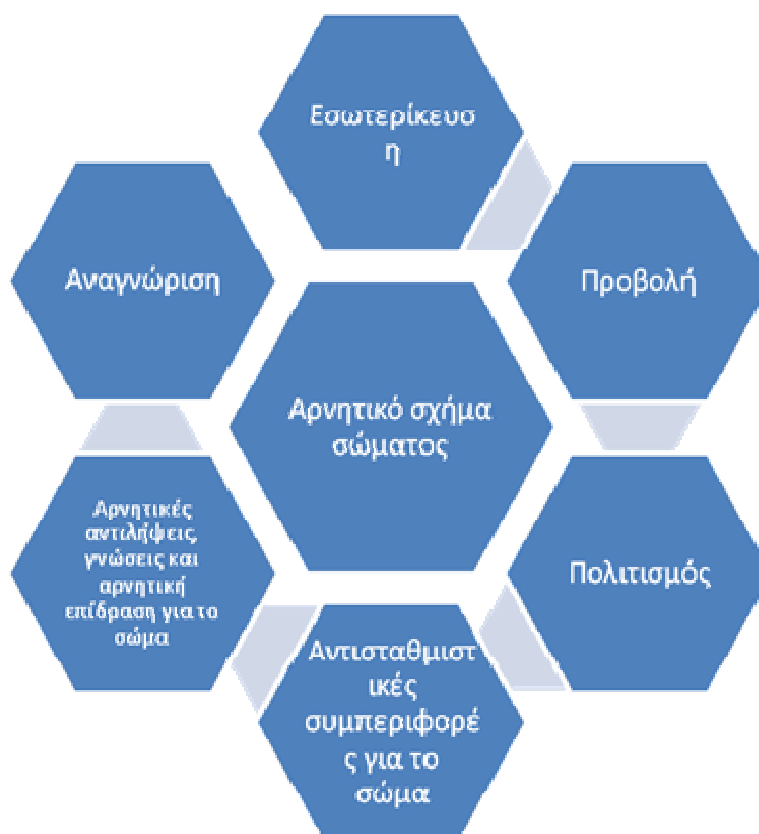 Εσωτερίκευσ
η
Προβολή
Πολιτισμός
Αντισταθμιστ
ικές
συμπεριφορέ
ς για το
σώμα
Αρνητικές
αντιλήψεις,
γνώσεις και
αρνητική
επίδραση για το
σώμα
Αναγνώριση
Αρνητικό σχήμα
σώματος